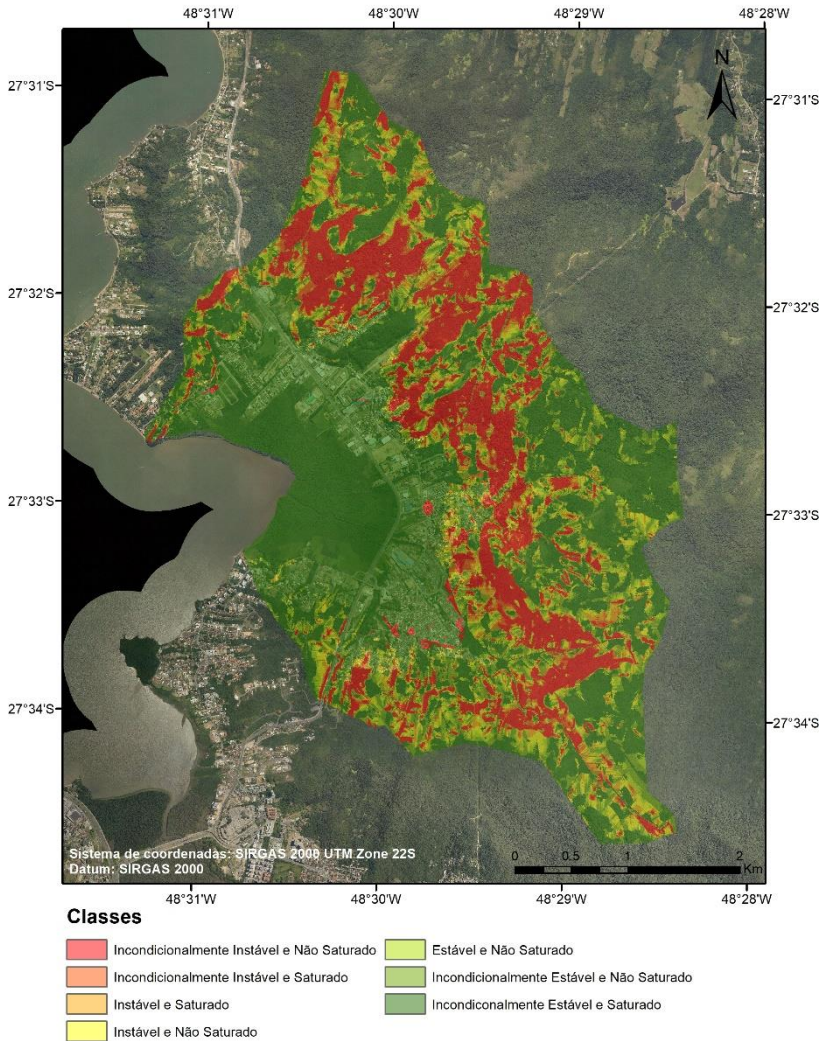 48°31'W 48°30'W 48°29'W 48°28'W
N
27°31'S 27°31'S
27°32'S 27°32'S
27°33'S 27°33'S
27°34'S 27°34'S
Sistema de coordenadas: SIRGAS 2000 UTM Zone 22S
Datum: SIRGAS 2000
0 0.5 1 2
Km
48°31'W 48°30'W 48°29'W 48°28'W
Classes
Incondicionalmente Instável e Não Saturado
Incondicionalmente Instável e Saturado
Instável e Saturado
Instável e Não Saturado
Estável e Não Saturado
Incondicionalmente Estável e Não Saturado
Incondiconalmente Estável e Saturado